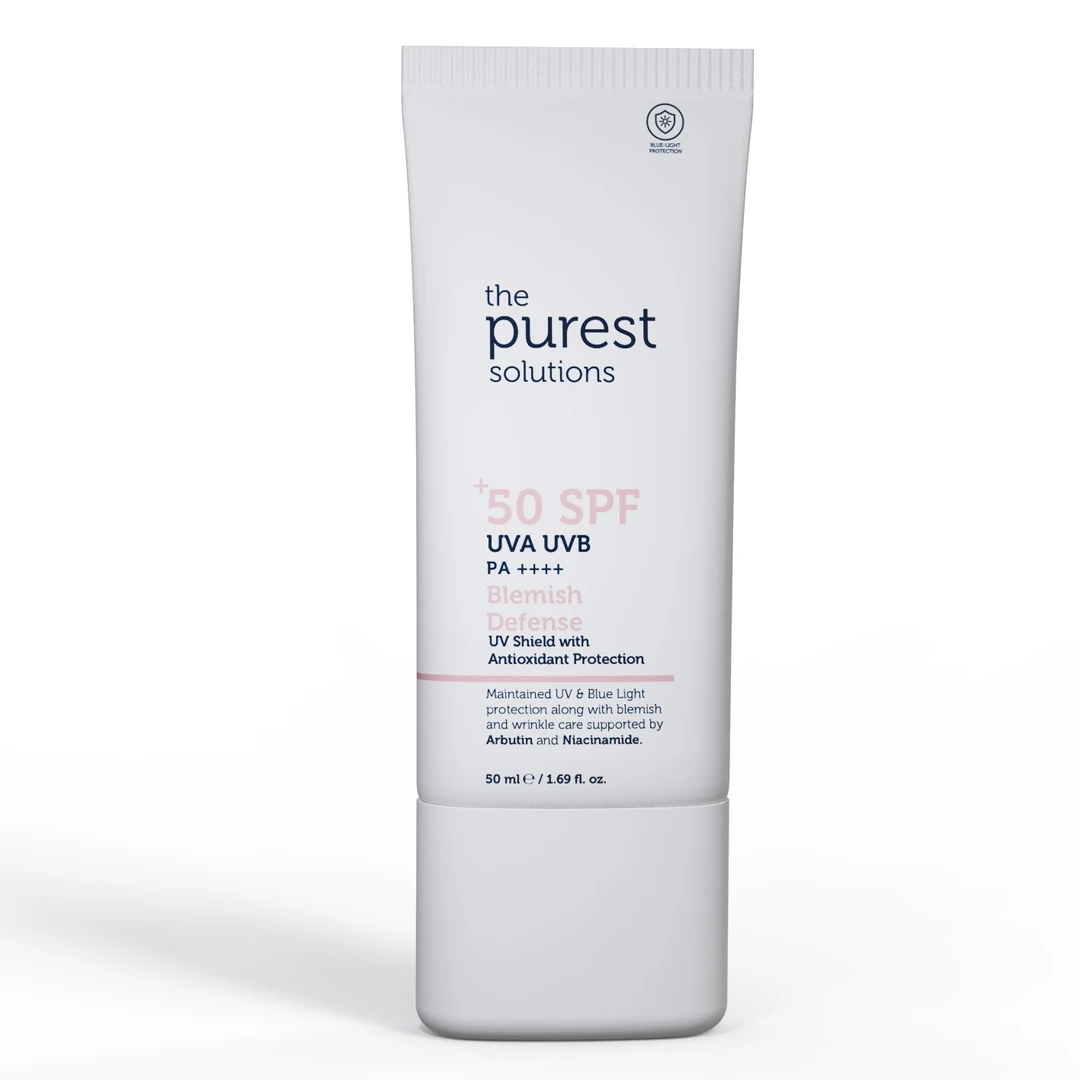 BLUE-LIGHT
PROTECTION
the
purest
solutions
+50 SPF
UVA UVB
PA ++++
Blemish
Defense
UV Shield with
Antioxidant Protection
Maintained UV & Blue Light
protection along with blemish
and wrinkle care supported by
Arbutin and Niacinamide.
50 ml ℮ / 1.69 fl. oz.